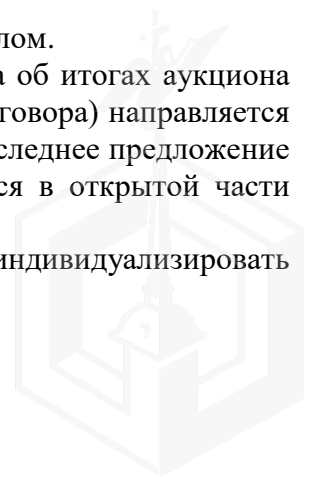 лом.
а об итогах аукциона
говора) направляется
следнее предложение
ся в открытой части
индивидуализировать